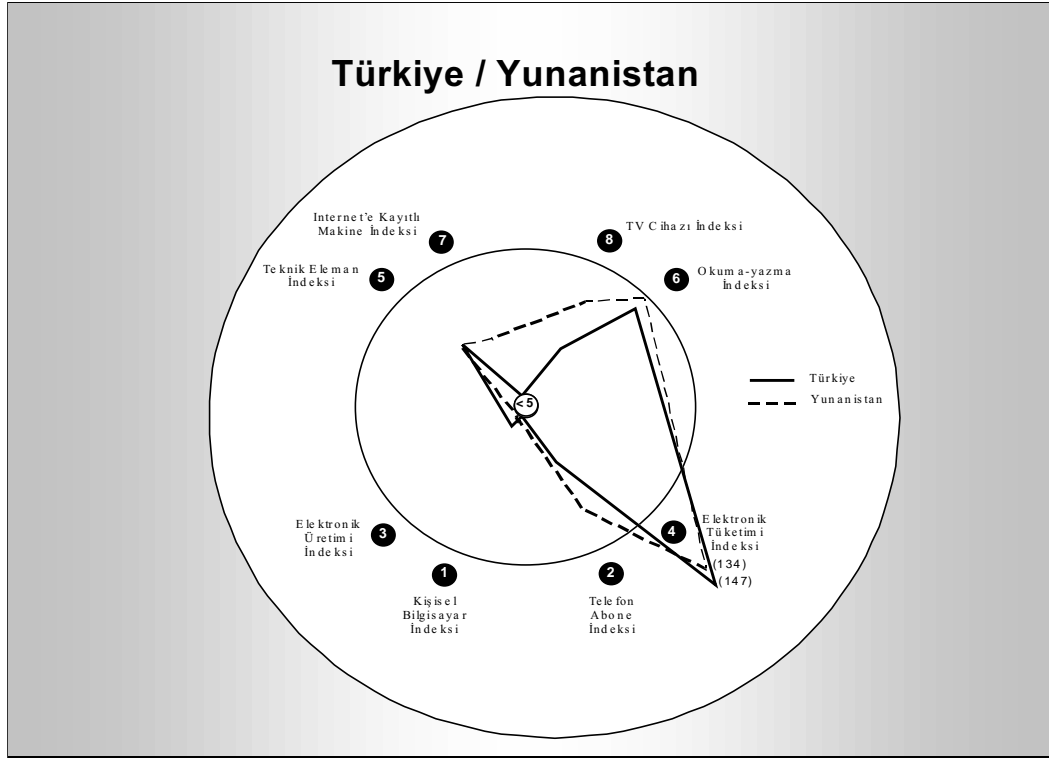 Türkiye / Yunanistan
Internet'e Kayıtlı
Makine İndeksi
7
8
TV Cihazı İndeksi
Teknik Eleman
İndeksi
5
6
Okuma-yazma
İndeksi
<5
Türkiye
Yunanistan
Elektronik
Üretimi
İndeksi
3
4
Elektronik
Tüketimi
İndeksi
(134)
(147)
1
2
Kişisel
Bilgisayar
İndeksi
Telefon
Abone
İndeksi